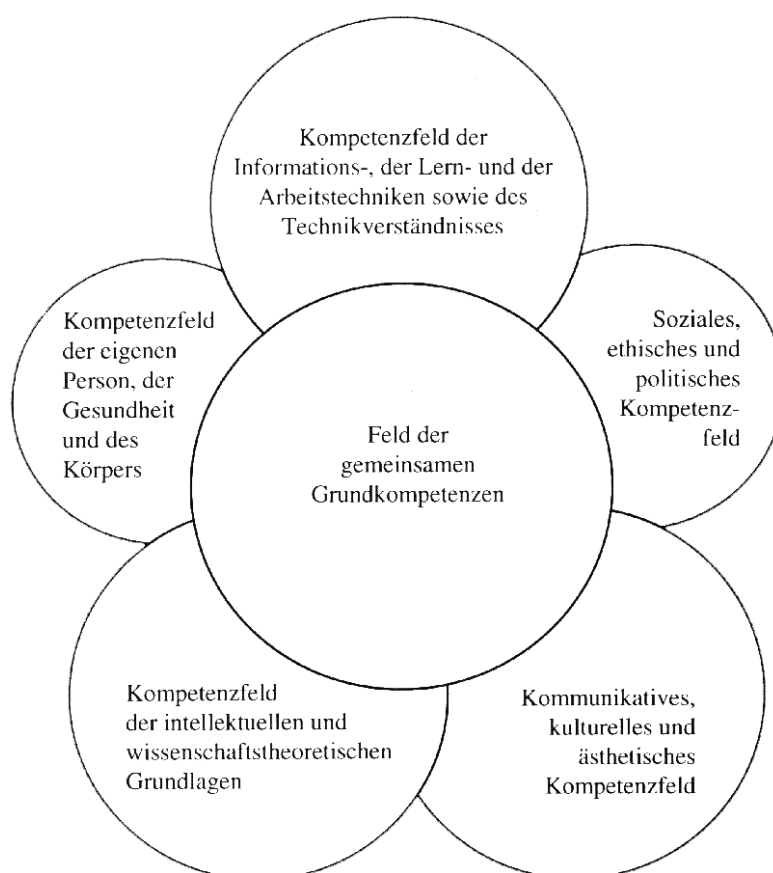 Kompetenzfeld der
Informations-, der Lern- und der
Arbeitstechniken sowie des
Technikverständnisses
Kompetenzfeld
der eigenen
Person, der
Gesundheit
und des
Körpers
Soziales,
ethisches und
politisches
Kompetenz-
feld
Feld der
gemeinsamen
Grundkompetenzen
Kompetenzfeld
der intellektuellen und
wissenschaftstheoretischen
Grundlagen
Kommunikatives,
kulturelles und
ästhetisches
Kompetenzfeld